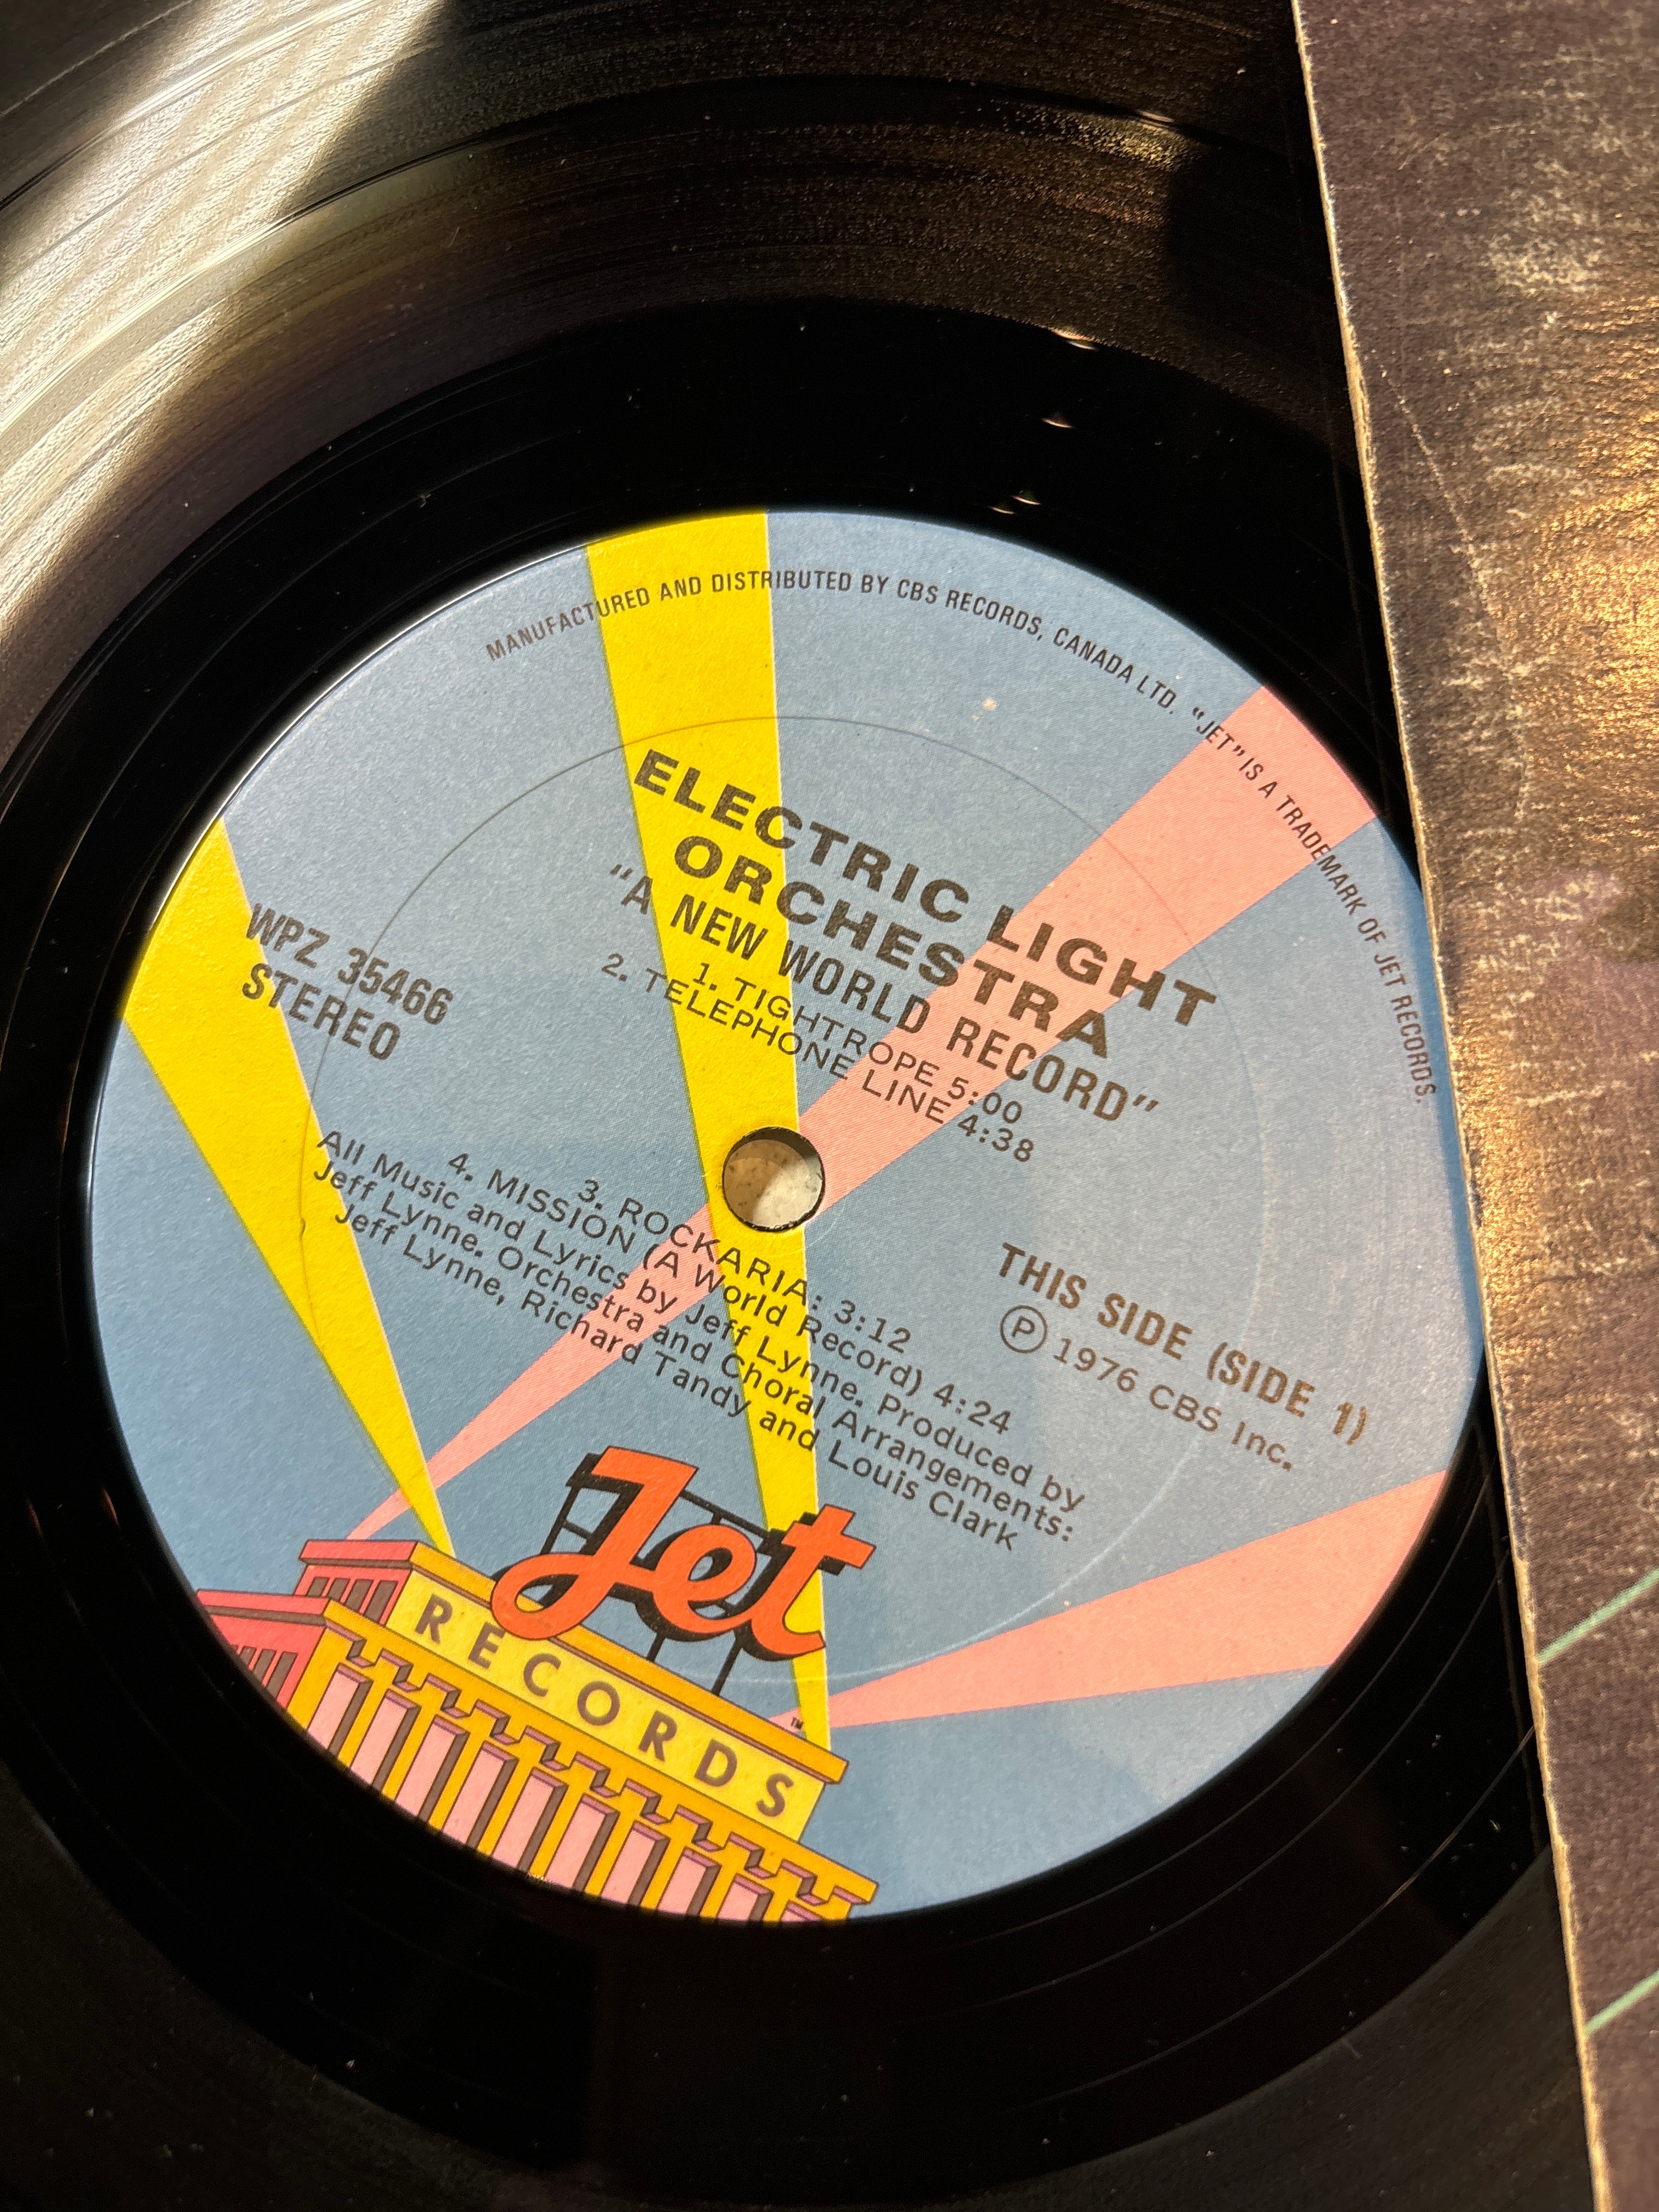 MANUFACTURED AND DISTRIBUTED BY CBS RECORDS, CANADA LTD. "JET" IS A TRADEMARK OF JET RECORDS.
ELECTRIC LIGHT
ORCHESTRA
"A NEW WORLD RECORD"
1. TIGHTROPE 5:00
2. TELEPHONE LINE 4:38
WPZ 35466
STEREO
THIS SIDE (SIDE 1)
Ⓟ 1976 CBS Inc.
3. ROCKARIA: 3:12
4. MISSION (A World Record) 4:24
All Music and Lyrics by Jeff Lynne. Produced by
Jeff Lynne. Orchestra and Choral Arrangements:
Jeff Lynne, Richard Tandy and Louis Clark
Jet
RECORDS
TM